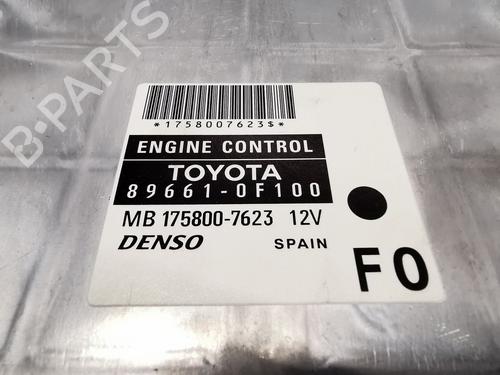 B-PARTS
*1758007623$*
ENGINE CONTROL
TOYOTA
89661-0F100
MB 175800-7623 12V
DENSO SPAIN
F0